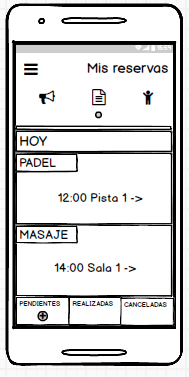 Mis reservas
HOY
PADEL
12:00 Pista 1 ->
MASAJE
14:00 Sala 1 ->
PENDIENTES REALIZADAS CANCELADAS